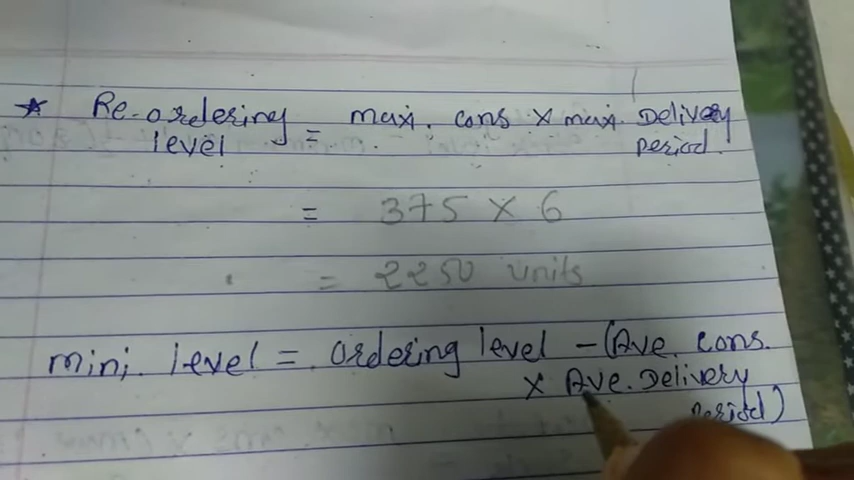 * Re-ordering = maxi. cons x maxi. Delivery
level period.
= 375 x 6
= 2250 units
mini. level = ordering level - (Ave. cons.
x Ave. Delivery
period)